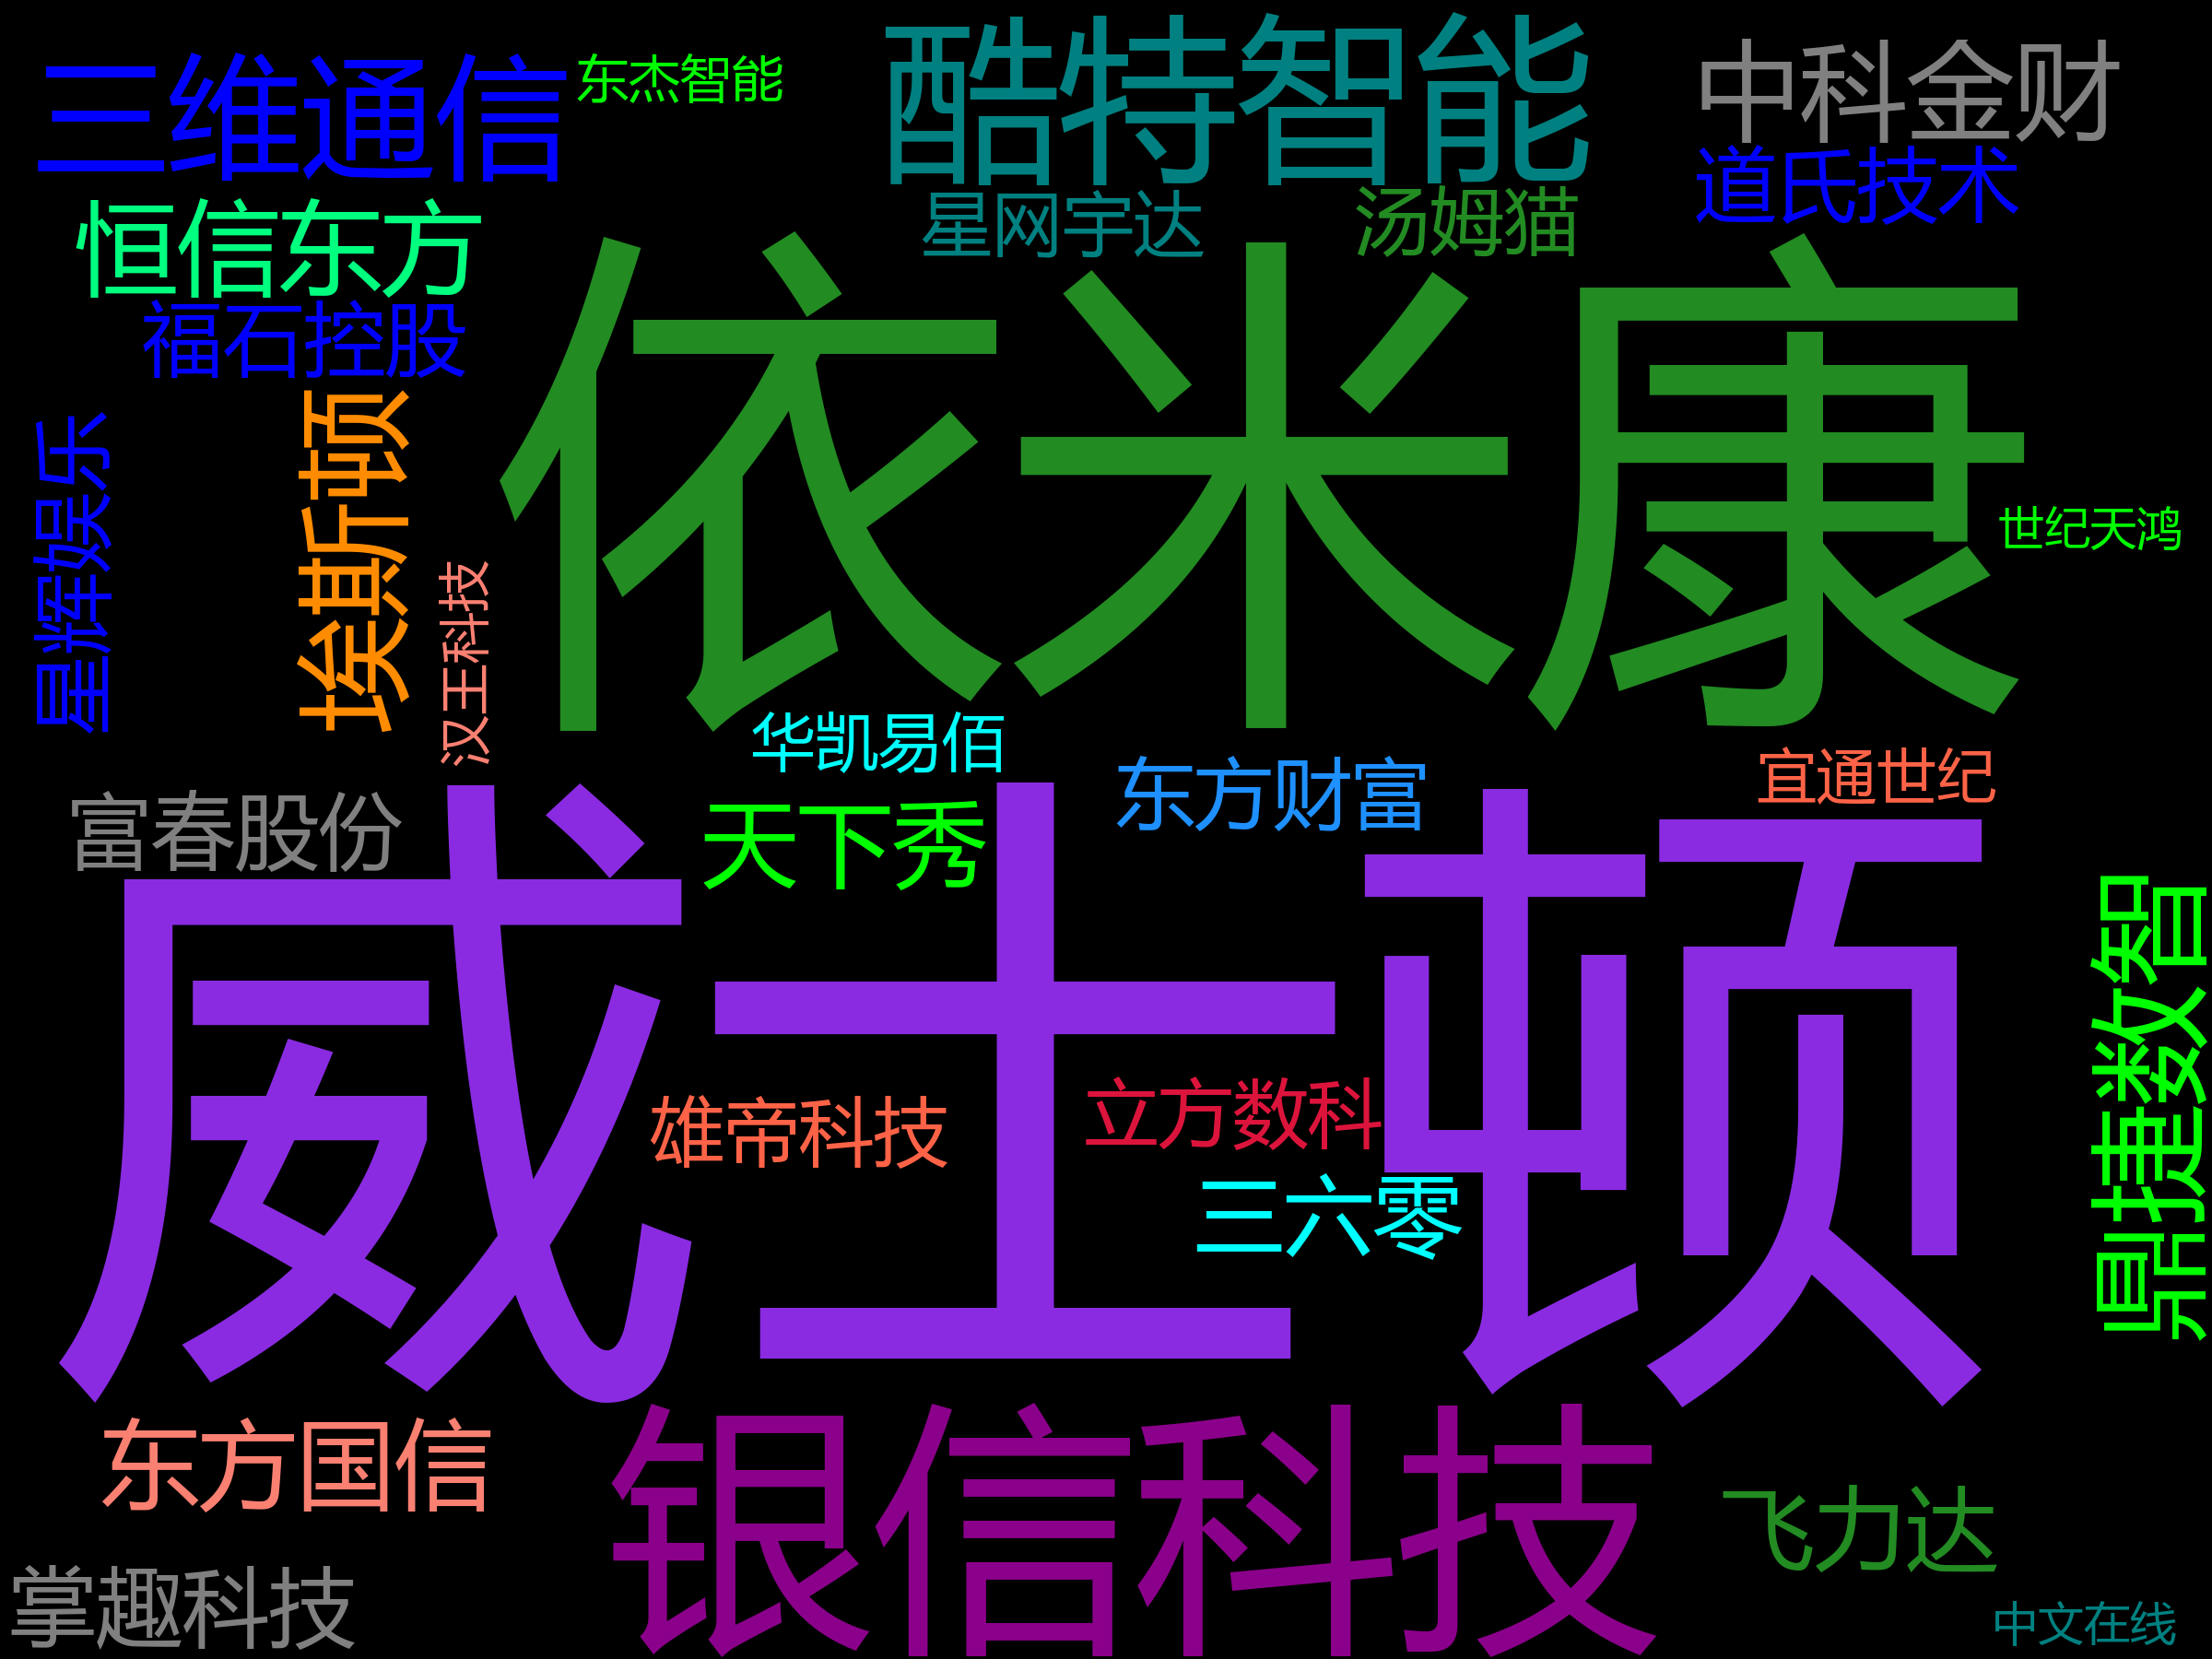 三维通信
东杰智能
酷特智能
中科金财
道氏技术
恒信东方
星网宇达
汤姆猫
福石控股
依米康
星辉娱乐
埃斯顿
汉王科技
世纪天鸿
华凯易佰
东方财富
宜通世纪
富春股份
天下秀
威士顿
鼎捷数智
维帝科技
立方数科
三六零
东方国信
银信科技
飞力达
掌趣科技
中文在线